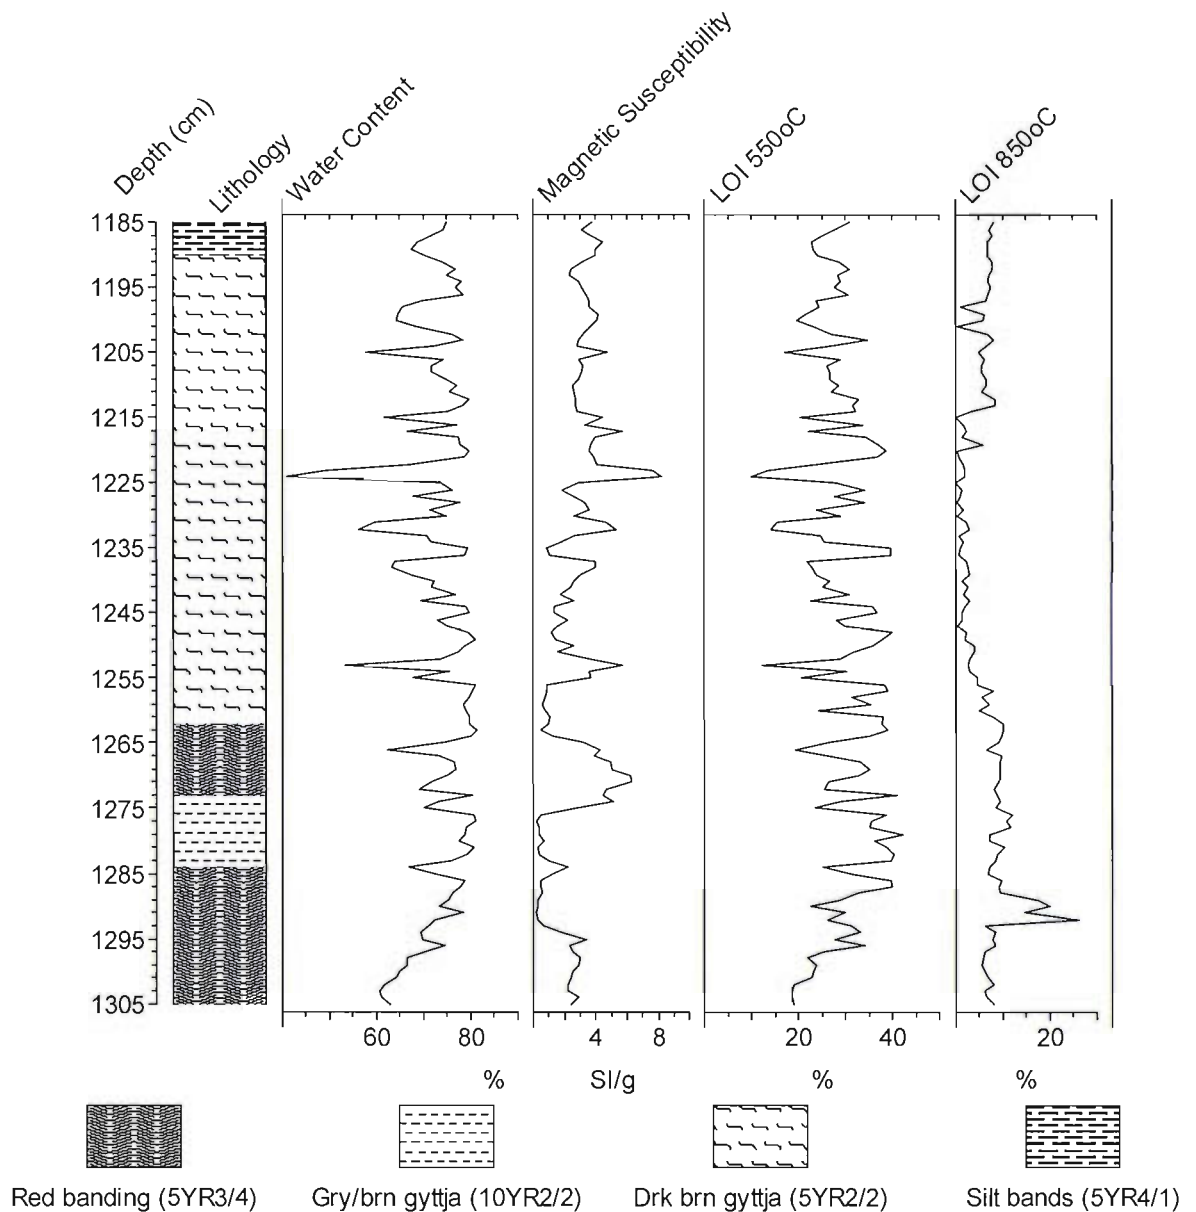 Depth (cm)
Lithology
Water Content
Magnetic Susceptibility
LOI 550oC
LOI 850oC
1185
1195
1205
1215
1225
1235
1245
1255
1265
1275
1285
1295
1305
60 80 4 8 20 40 20
% SI/g % %
Red banding (5YR3/4) Gry/brn gyttja (10YR2/2) Drk brn gyttja (5YR2/2) Silt bands (5YR4/1)